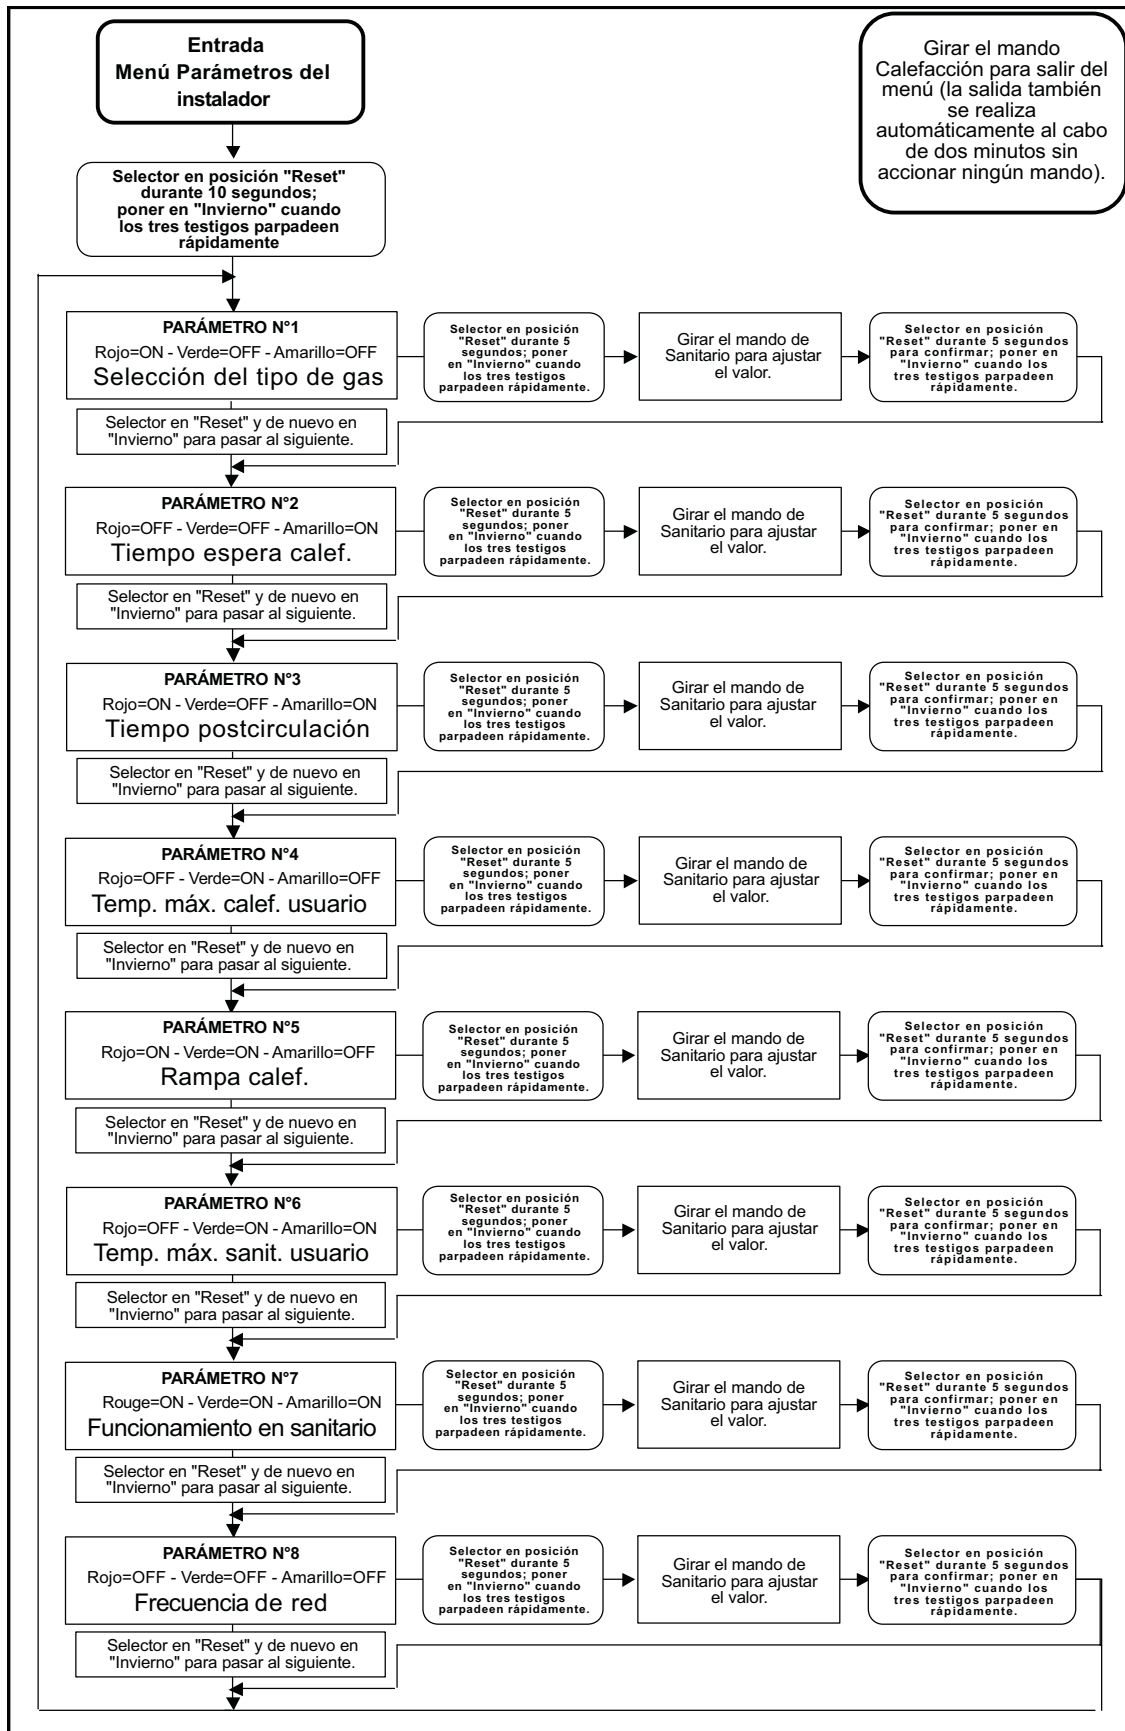 Entrada
Menú Parámetros del
instalador
Girar el mando
Calefacción para salir del
menú (la salida también
se realiza
automáticamente al cabo
de dos minutos sin
accionar ningún mando).
Selector en posición "Reset"
durante 10 segundos;
poner en "Invierno" cuando
los tres testigos parpadeen
rápidamente
PARÁMETRO N°1
Rojo=ON - Verde=OFF - Amarillo=OFF
Selección del tipo de gas
Selector en posición
"Reset" durante 5
segundos; poner
en "Invierno" cuando
los tres testigos
parpadeen rápidamente.
Girar el mando de
Sanitario para ajustar
el valor.
Selector en posición
"Reset" durante 5 segundos
para confirmar; poner en
"Invierno" cuando los
tres testigos parpadeen
rápidamente.
Selector en "Reset" y de nuevo en
"Invierno" para pasar al siguiente.
PARÁMETRO N°2
Rojo=OFF - Verde=OFF - Amarillo=ON
Tiempo espera calef.
Selector en posición
"Reset" durante 5
segundos; poner
en "Invierno" cuando
los tres testigos
parpadeen rápidamente.
Girar el mando de
Sanitario para ajustar
el valor.
Selector en posición
"Reset" durante 5 segundos
para confirmar; poner en
"Invierno" cuando los
tres testigos parpadeen
rápidamente.
Selector en "Reset" y de nuevo en
"Invierno" para pasar al siguiente.
PARÁMETRO N°3
Rojo=ON - Verde=OFF - Amarillo=ON
Tiempo postcirculación
Selector en posición
"Reset" durante 5
segundos; poner
en "Invierno" cuando
los tres testigos
parpadeen rápidamente.
Girar el mando de
Sanitario para ajustar
el valor.
Selector en posición
"Reset" durante 5 segundos
para confirmar; poner en
"Invierno" cuando los
tres testigos parpadeen
rápidamente.
Selector en "Reset" y de nuevo en
"Invierno" para pasar al siguiente.
PARÁMETRO N°4
Rojo=OFF - Verde=ON - Amarillo=OFF
Temp. máx. calef. usuario
Selector en posición
"Reset" durante 5
segundos; poner
en "Invierno" cuando
los tres testigos
parpadeen rápidamente.
Girar el mando de
Sanitario para ajustar
el valor.
Selector en posición
"Reset" durante 5 segundos
para confirmar; poner en
"Invierno" cuando los
tres testigos parpadeen
rápidamente.
Selector en "Reset" y de nuevo en
"Invierno" para pasar al siguiente.
PARÁMETRO N°5
Rojo=ON - Verde=ON - Amarillo=OFF
Rampa calef.
Selector en posición
"Reset" durante 5
segundos; poner
en "Invierno" cuando
los tres testigos
parpadeen rápidamente.
Girar el mando de
Sanitario para ajustar
el valor.
Selector en posición
"Reset" durante 5 segundos
para confirmar; poner en
"Invierno" cuando los
tres testigos parpadeen
rápidamente.
Selector en "Reset" y de nuevo en
"Invierno" para pasar al siguiente.
PARÁMETRO N°6
Rojo=OFF - Verde=ON - Amarillo=ON
Temp. máx. sanit. usuario
Selector en posición
"Reset" durante 5
segundos; poner
en "Invierno" cuando
los tres testigos
parpadeen rápidamente.
Girar el mando de
Sanitario para ajustar
el valor.
Selector en posición
"Reset" durante 5 segundos
para confirmar; poner en
"Invierno" cuando los
tres testigos parpadeen
rápidamente.
Selector en "Reset" y de nuevo en
"Invierno" para pasar al siguiente.
PARÁMETRO N°7
Rouge=ON - Verde=ON - Amarillo=ON
Funcionamiento en sanitario
Selector en posición
"Reset" durante 5
segundos; poner
en "Invierno" cuando
los tres testigos
parpadeen rápidamente.
Girar el mando de
Sanitario para ajustar
el valor.
Selector en posición
"Reset" durante 5 segundos
para confirmar; poner en
"Invierno" cuando los
tres testigos parpadeen
rápidamente.
Selector en "Reset" y de nuevo en
"Invierno" para pasar al siguiente.
PARÁMETRO N°8
Rojo=OFF - Verde=OFF - Amarillo=OFF
Frecuencia de red
Selector en posición
"Reset" durante 5
segundos; poner
en "Invierno" cuando
los tres testigos
parpadeen rápidamente.
Girar el mando de
Sanitario para ajustar
el valor.
Selector en posición
"Reset" durante 5 segundos
para confirmar; poner en
"Invierno" cuando los
tres testigos parpadeen
rápidamente.
Selector en "Reset" y de nuevo en
"Invierno" para pasar al siguiente.